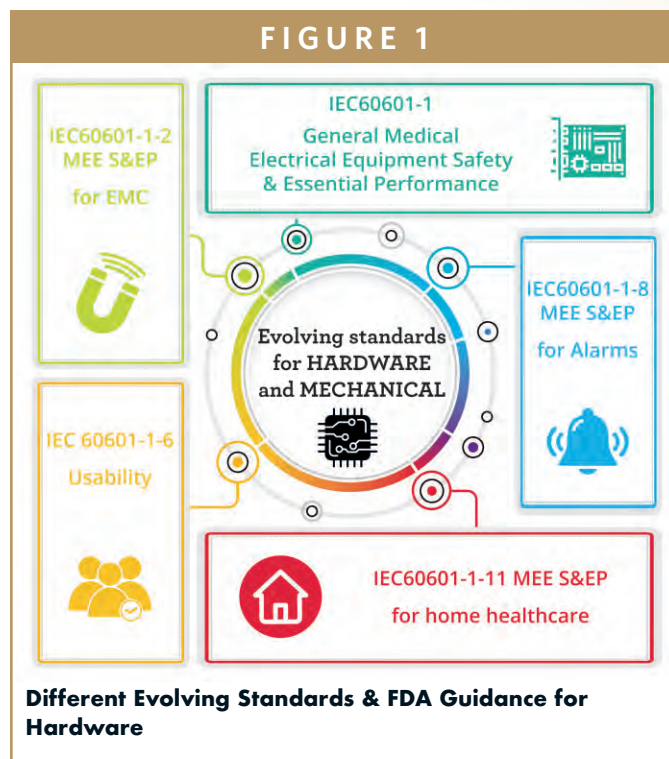 FIGURE 1
IEC60601-1-2
MEE S&EP
for EMC
IEC60601-1
General Medical
Electrical Equipment Safety
& Essential Performance
Evolving standards
for HARDWARE
and MECHANICAL
IEC60601-1-8
MEE S&EP
for Alarms
IEC 60601-1-6
Usability
IEC60601-1-11 MEE S&EP
for home healthcare
Different Evolving Standards & FDA Guidance for
Hardware